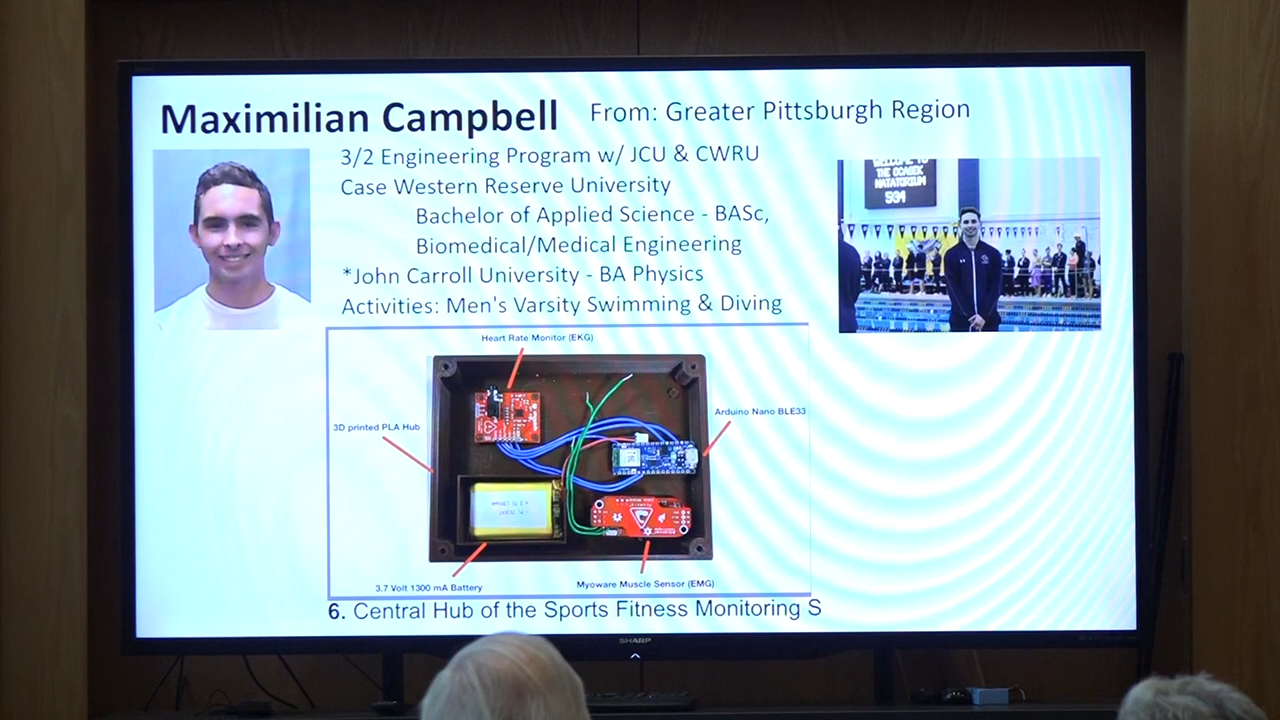 Maximilian Campbell
From: Greater Pittsburgh Region
3/2 Engineering Program w/ JCU & CWRU
Case Western Reserve University
Bachelor of Applied Science - BASc,
Biomedical/Medical Engineering
*John Carroll University - BA Physics
Activities: Men's Varsity Swimming & Diving
WELCOME TO
THE OCASEK
NATATORIUM
Heart Rate Monitor (EKG)
Arduino Nano BLE33
3D printed PLA Hub
3.7 Volt 1300 mA Battery
Myoware Muscle Sensor (EMG)
6. Central Hub of the Sports Fitness Monitoring S
SHARP